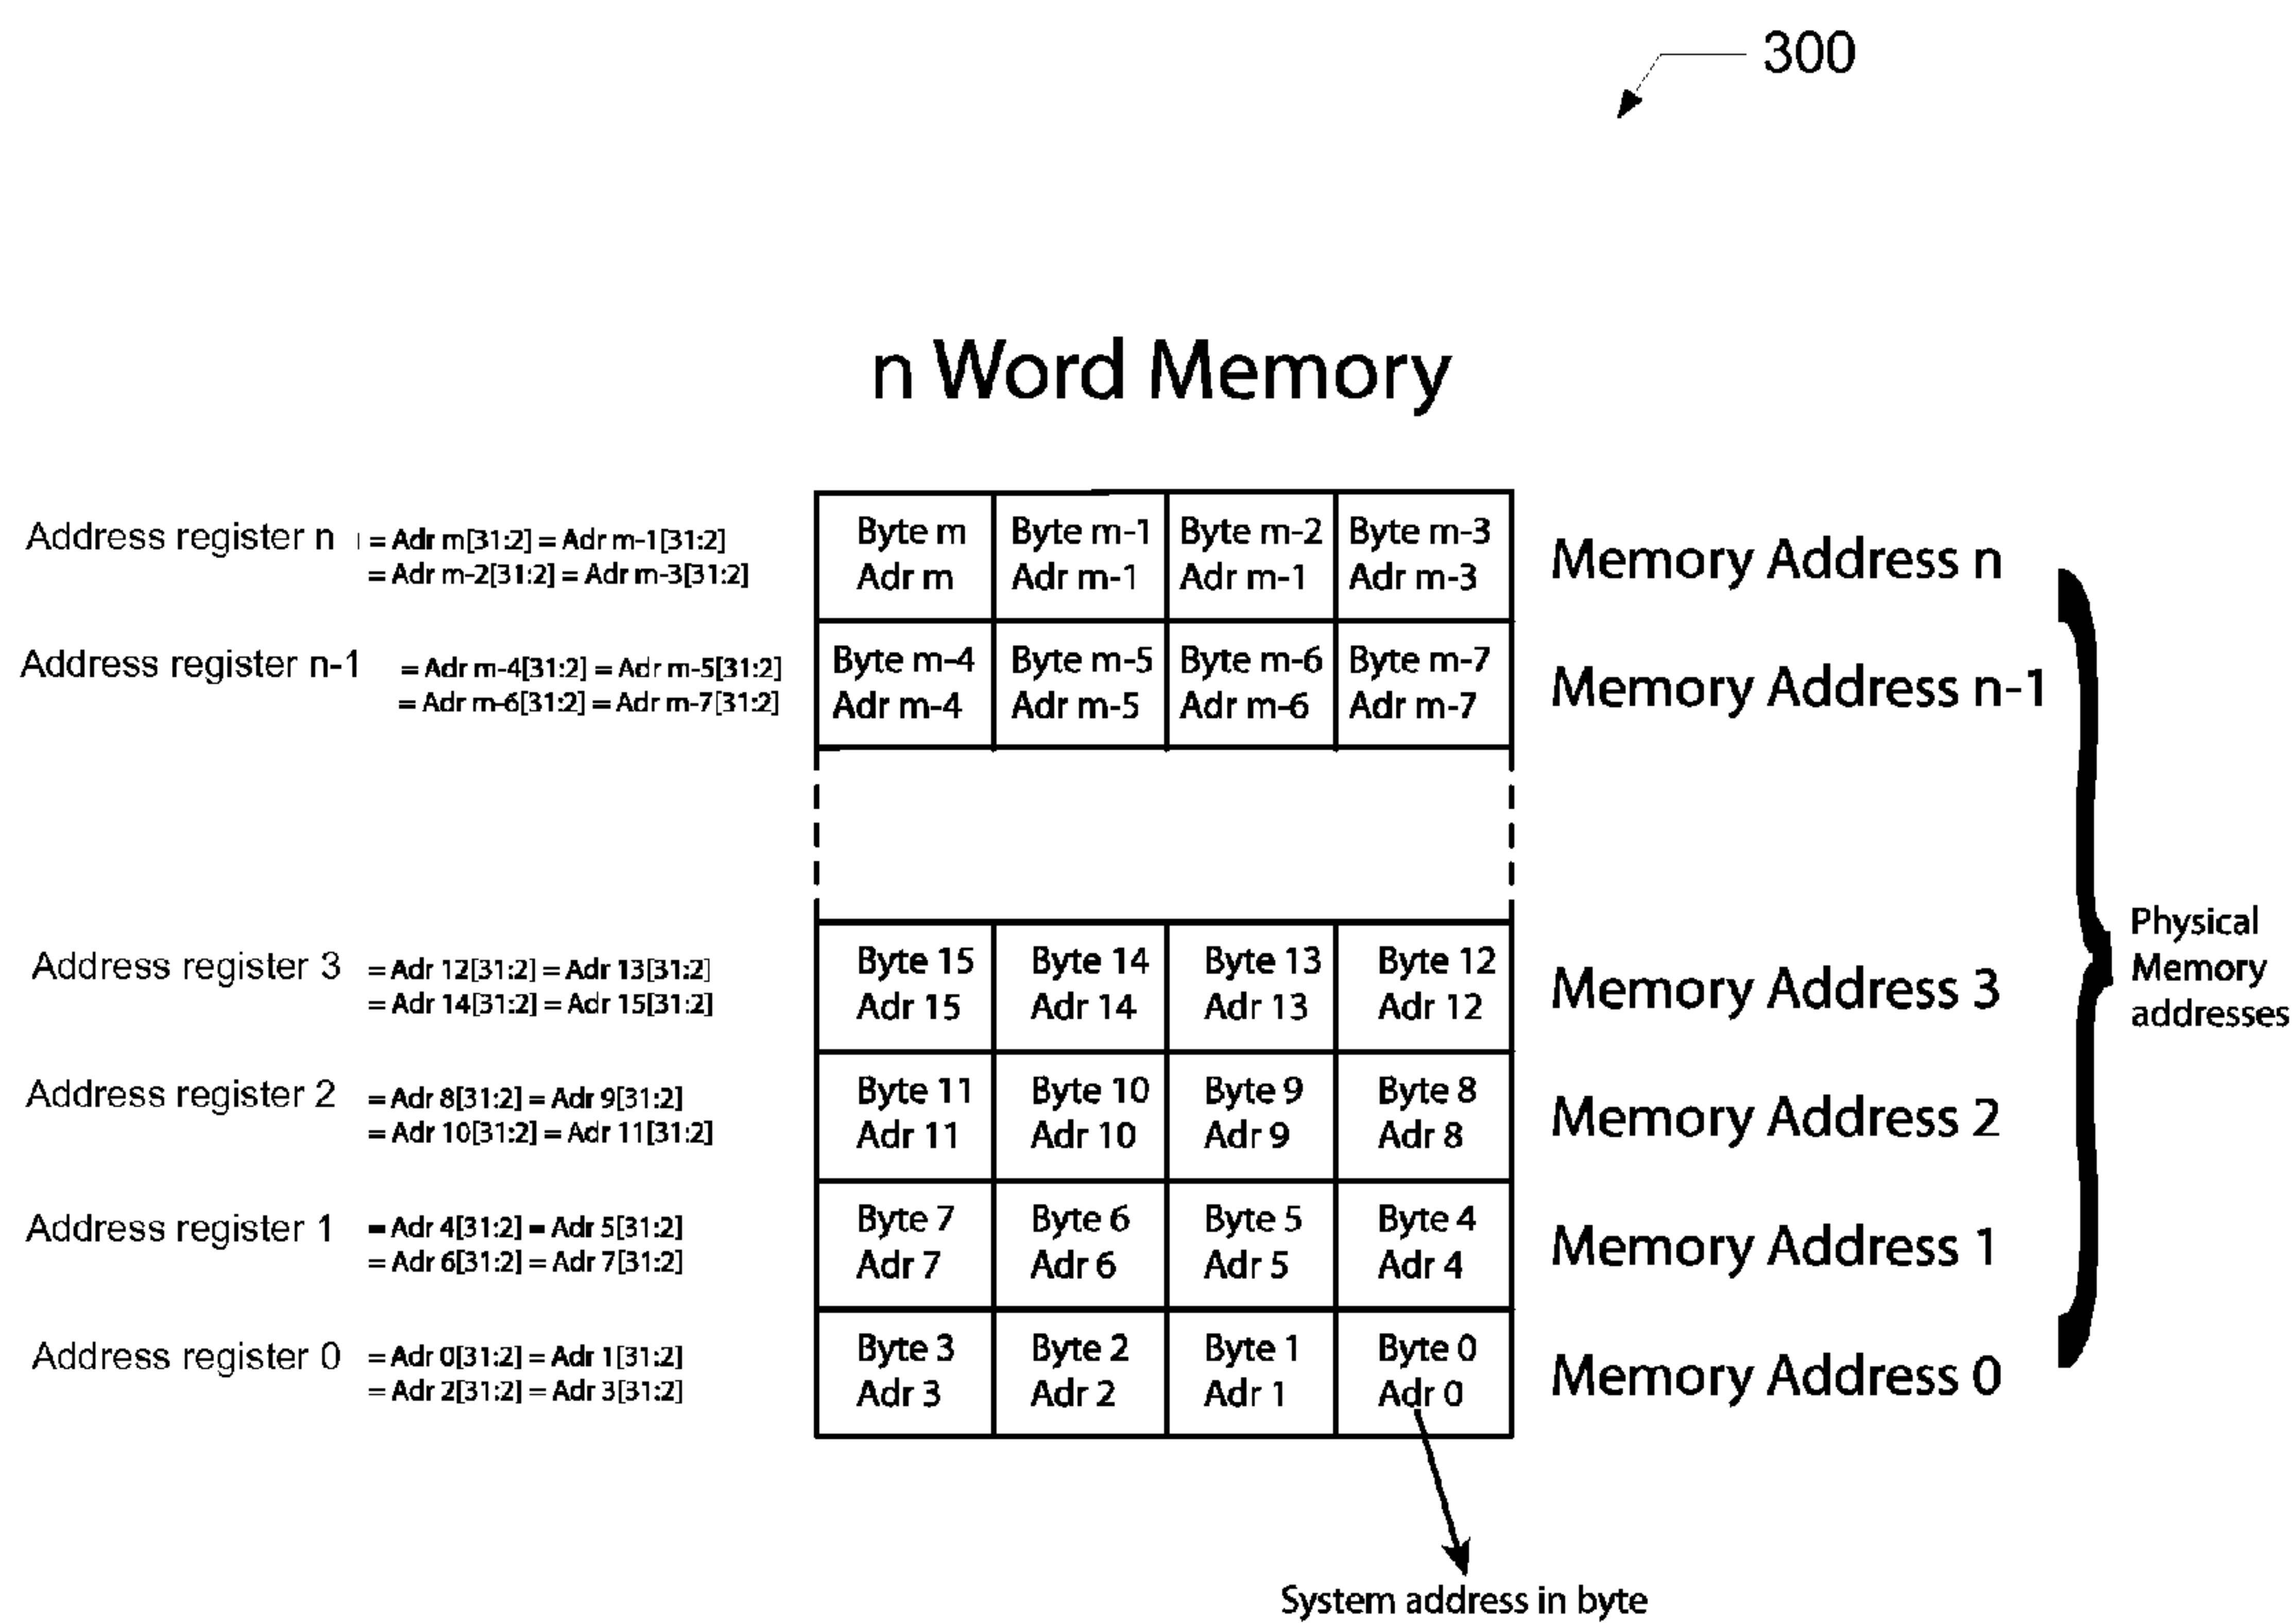 300
n Word Memory
Address register n = Adr m[31:2] = Adr m-1[31:2]
= Adr m-2[31:2] = Adr m-3[31:2]
Byte m Byte m-1 Byte m-2 Byte m-3
Adr m Adr m-1 Adr m-1 Adr m-3
Memory Address n
Address register n-1 = Adr m-4[31:2] = Adr m-5[31:2]
= Adr m-6[31:2] = Adr m-7[31:2]
Byte m-4 Byte m-5 Byte m-6 Byte m-7
Adr m-4 Adr m-5 Adr m-6 Adr m-7
Memory Address n-1
Address register 3 = Adr 12[31:2] = Adr 13[31:2]
= Adr 14[31:2] = Adr 15[31:2]
Byte 15 Byte 14 Byte 13 Byte 12
Adr 15 Adr 14 Adr 13 Adr 12
Memory Address 3
Address register 2 = Adr 8[31:2] = Adr 9[31:2]
= Adr 10[31:2] = Adr 11[31:2]
Byte 11 Byte 10 Byte 9 Byte 8
Adr 11 Adr 10 Adr 9 Adr 8
Memory Address 2
Address register 1 = Adr 4[31:2] = Adr 5[31:2]
= Adr 6[31:2] = Adr 7[31:2]
Byte 7 Byte 6 Byte 5 Byte 4
Adr 7 Adr 6 Adr 5 Adr 4
Memory Address 1
Address register 0 = Adr 0[31:2] = Adr 1[31:2]
= Adr 2[31:2] = Adr 3[31:2]
Byte 3 Byte 2 Byte 1 Byte 0
Adr 3 Adr 2 Adr 1 Adr 0
Memory Address 0
Physical
Memory
addresses
System address in byte